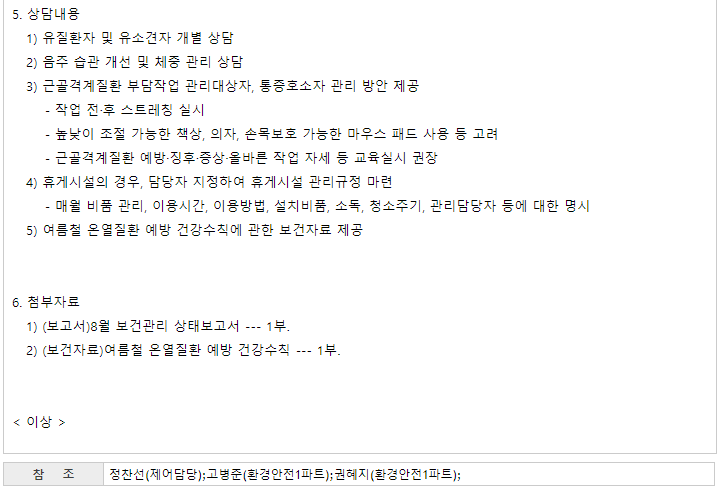 5. 상담내용
1) 유질환자 및 유소견자 개별 상담
2) 음주 습관 개선 및 체중 관리 상담
3) 근골격계질환 부담작업 관리대상자, 통증호소자 관리 방안 제공
- 작업 전·후 스트레칭 실시
- 높낮이 조절 가능한 책상, 의자, 손목보호 가능한 마우스 패드 사용 등 고려
- 근골격계질환 예방·징후·증상·올바른 작업 자세 등 교육실시 권장
4) 휴게시설의 경우, 담당자 지정하여 휴게시설 관리규정 마련
- 매월 비품 관리, 이용시간, 이용방법, 설치비품, 소독, 청소주기, 관리담당자 등에 대한 명시
5) 여름철 온열질환 예방 건강수칙에 관한 보건자료 제공
6. 첨부자료
1) (보고서)8월 보건관리 상태보고서 --- 1부.
2) (보건자료)여름철 온열질환 예방 건강수칙 --- 1부.
< 이상 >
참 조 정찬선(제어담당);고병준(환경안전1파트);권혜지(환경안전1파트);